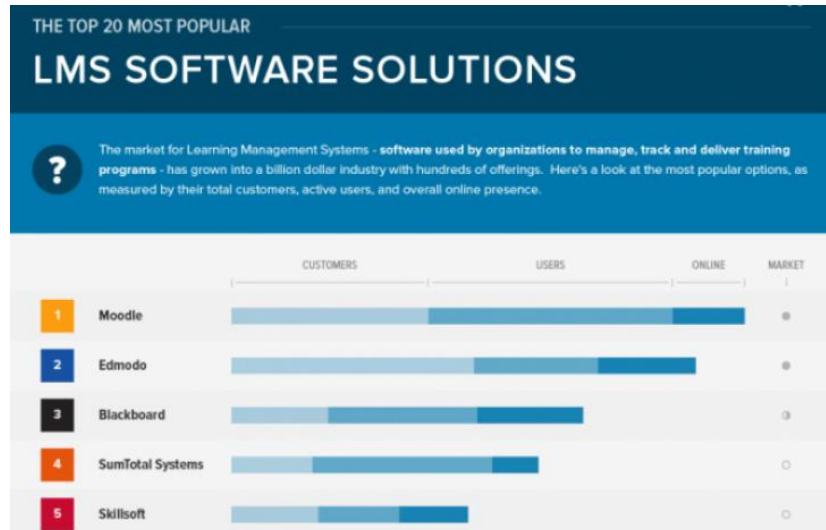 THE TOP 20 MOST POPULAR
LMS SOFTWARE SOLUTIONS
?
The market for Learning Management Systems - software used by organizations to manage, track and deliver training
programs - has grown into a billion dollar industry with hundreds of offerings. Here's a look at the most popular options, as
measured by their total customers, active users, and overall online presence.
CUSTOMERS USERS ONLINE MARKET
1 Moodle
2 Edmodo
3 Blackboard
4 SumTotal Systems
5 Skillsoft